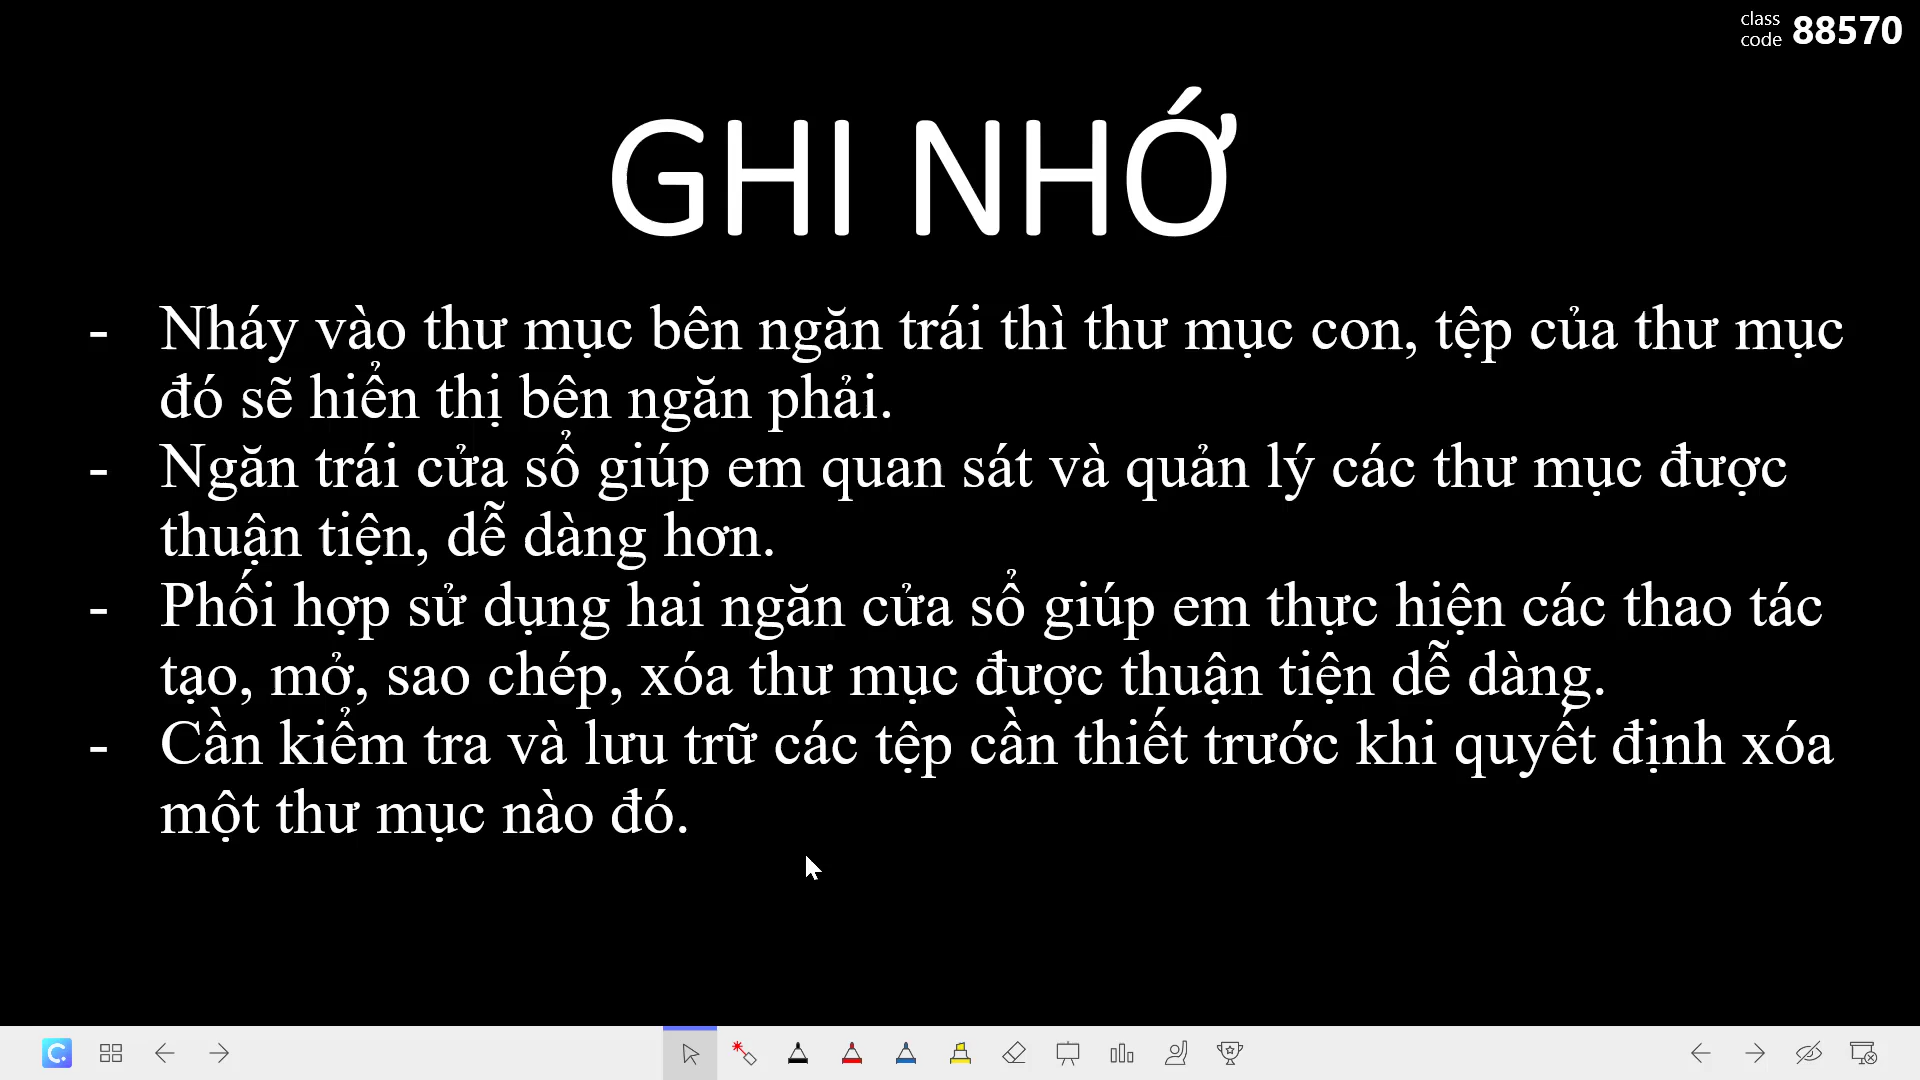 class
code 88570
GHI NHỚ
- Nháy vào thư mục bên ngăn trái thì thư mục con, tệp của thư mục
đó sẽ hiển thị bên ngăn phải.
- Ngăn trái cửa sổ giúp em quan sát và quản lý các thư mục được
thuận tiện, dễ dàng hơn.
- Phối hợp sử dụng hai ngăn cửa sổ giúp em thực hiện các thao tác
tạo, mở, sao chép, xóa thư mục được thuận tiện dễ dàng.
- Cần kiểm tra và lưu trữ các tệp cần thiết trước khi quyết định xóa
một thư mục nào đó.